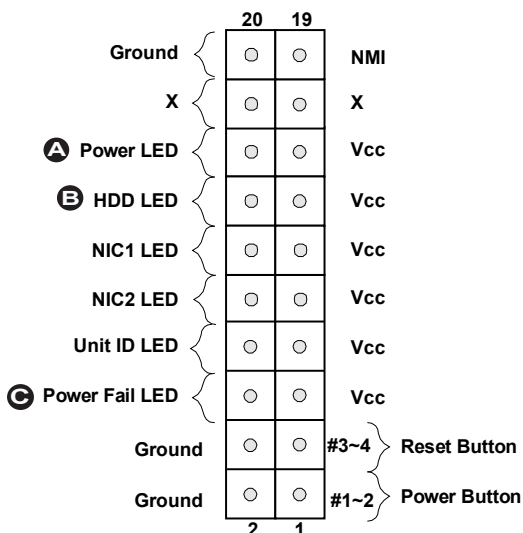 20 19
Ground NMI
X X
A Power LED Vcc
B HDD LED Vcc
NIC1 LED Vcc
NIC2 LED Vcc
Unit ID LED Vcc
C Power Fail LED Vcc
Ground #3~4 Reset Button
Ground #1~2 Power Button
2 1